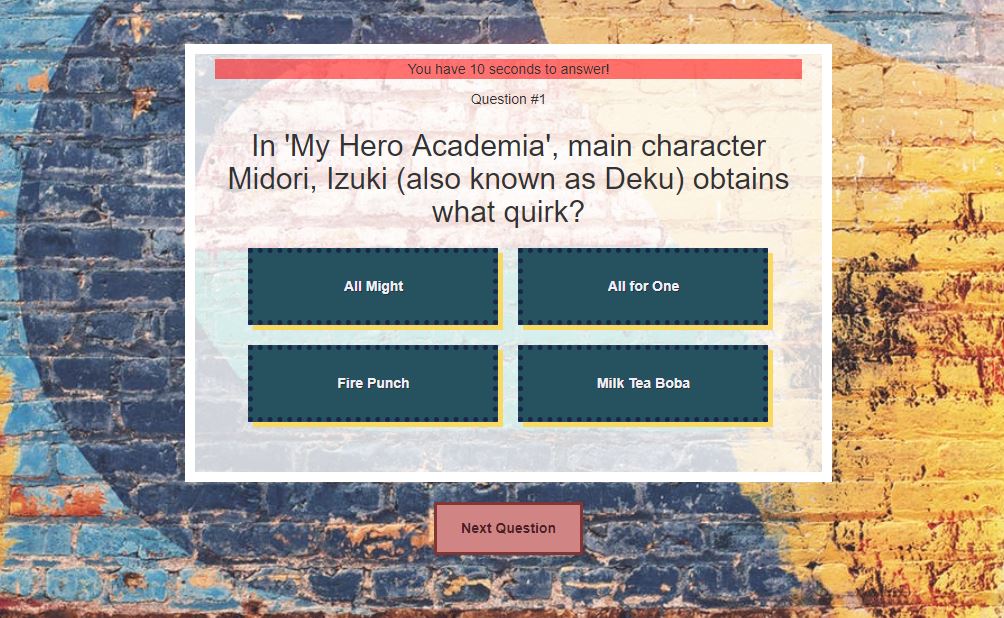 You have 10 seconds to answer!
Question #1
In 'My Hero Academia', main character
Midori, Izuki (also known as Deku) obtains
what quirk?
All Might
All for One
Fire Punch
Milk Tea Boba
Next Question